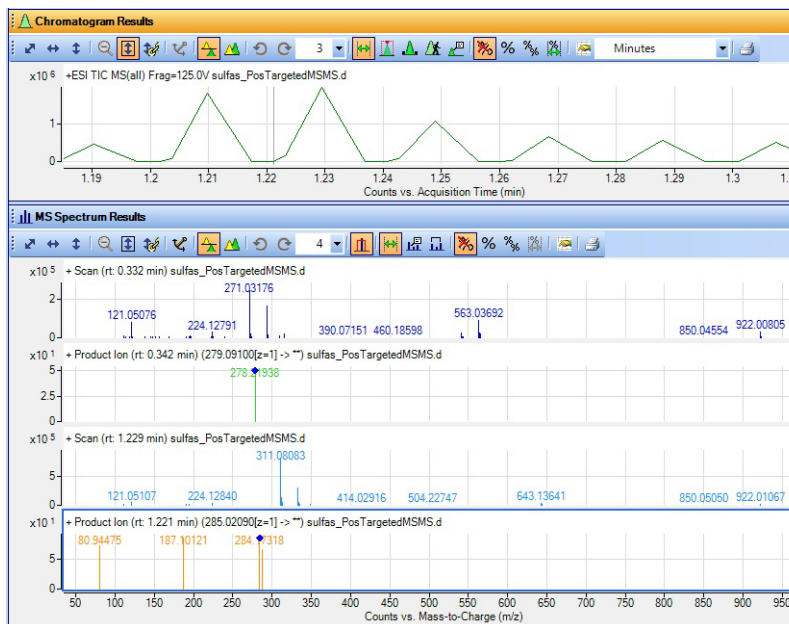 Chromatogram Results
3
Minutes
x10 6
+ESI TIC MS(all) Frag=125.0V sulfas_PosTargetedMSMS.d
1
0
1.19 1.2 1.21 1.22 1.23 1.24 1.25 1.26 1.27 1.28 1.29 1.3
Counts vs. Acquisition Time (min)
MS Spectrum Results
4
x10 5 + Scan (rt: 0.332 min) sulfas_PosTargetedMSMS.d
271.03176
2
121.05076 224.12791 390.07151 460.18598 563.03692 850.04554 922.00805
0
x10 1 + Product Ion (rt: 0.342 min) (279.09100[z=1] -> **) sulfas_PosTargetedMSMS.d
5
2.5
0
x10 5 + Scan (rt: 1.229 min) sulfas_PosTargetedMSMS.d
311.08083
5
121.05107 224.12840 414.02916 504.22747 643.13641 850.05050 922.01067
0
x10 1 + Product Ion (rt: 1.221 min) (285.02090[z=1] -> **) sulfas_PosTargetedMSMS.d
80.94475
5
0
50 100 150 200 250 300 350 400 450 500 550 600 650 700 750 800 850 900 950
Counts vs. Mass-to-Charge (m/z)